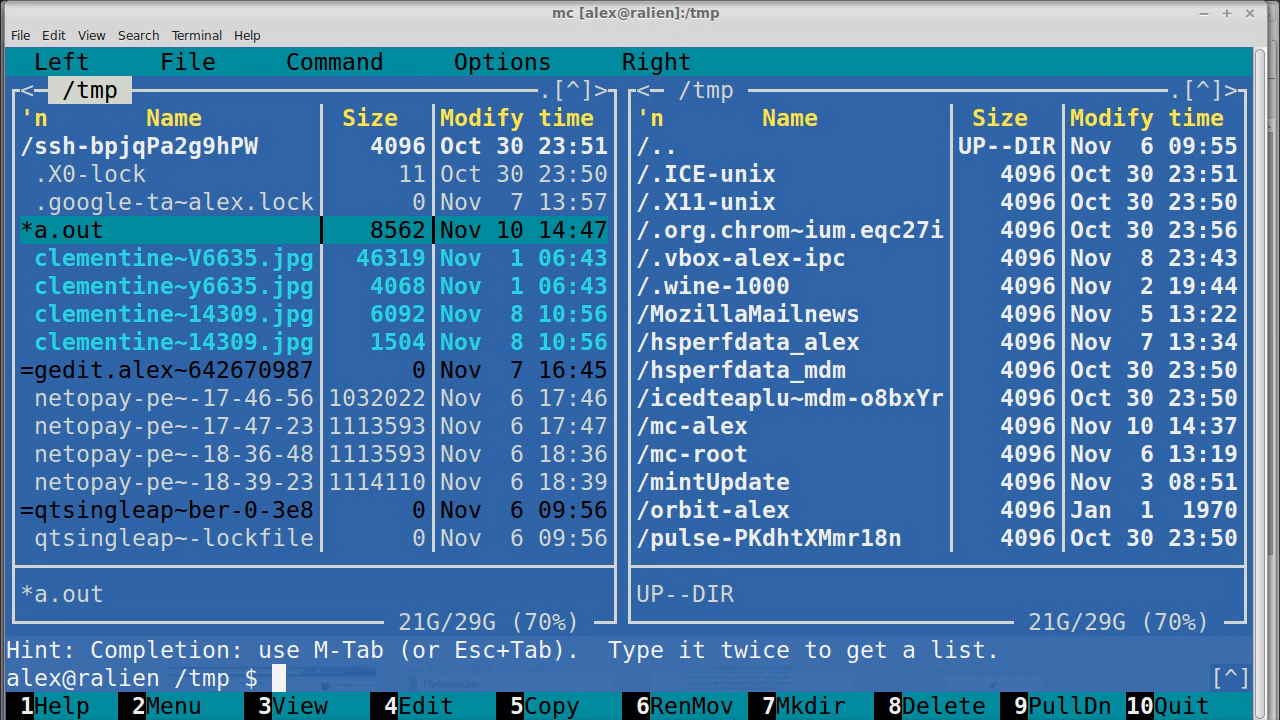 mc [alex@ralien]:/tmp
File Edit View Search Terminal Help
Left File Command Options Right
<─ /tmp ─.[^]>
'n Name Size Modify time
/ssh-bpjqPa2g9hPW 4096 Oct 30 23:51
.X0-lock 11 Oct 30 23:50
.google-ta~alex.lock 0 Nov 7 13:57
*a.out 8562 Nov 10 14:47
clementine~V6635.jpg 46319 Nov 1 06:43
clementine~y6635.jpg 4068 Nov 1 06:43
clementine~14309.jpg 6092 Nov 8 10:56
clementine~14309.jpg 1504 Nov 8 10:56
=gedit.alex~642670987 0 Nov 7 16:45
netopay-pe~-17-46-56 1032022 Nov 6 17:46
netopay-pe~-17-47-23 1113593 Nov 6 17:47
netopay-pe~-18-36-48 1113593 Nov 6 18:36
netopay-pe~-18-39-23 1114110 Nov 6 18:39
=qtsingleap~ber-0-3e8 0 Nov 6 09:56
qtsingleap~-lockfile 0 Nov 6 09:56
*a.out
21G/29G (70%)
<─ /tmp ─.[^]>
'n Name Size Modify time
/.. UP--DIR Nov 6 09:55
/.ICE-unix 4096 Oct 30 23:51
/.X11-unix 4096 Oct 30 23:50
/.org.chrom~ium.eqc27i 4096 Oct 30 23:56
/.vbox-alex-ipc 4096 Nov 8 23:43
/.wine-1000 4096 Nov 2 19:44
/MozillaMailnews 4096 Nov 5 13:22
/hsperfdata_alex 4096 Nov 7 13:34
/hsperfdata_mdm 4096 Oct 30 23:50
/icedteaplu~mdm-o8bxYr 4096 Oct 30 23:50
/mc-alex 4096 Nov 10 14:37
/mc-root 4096 Nov 6 13:19
/mintUpdate 4096 Nov 3 08:51
/orbit-alex 4096 Jan 1 1970
/pulse-PKdhtXMmr18n 4096 Oct 30 23:50
UP--DIR
21G/29G (70%)
Hint: Completion: use M-Tab (or Esc+Tab). Type it twice to get a list.
alex@ralien /tmp $ [^]
Публикация
1Help 2Menu 3View 4Edit 5Copy 6RenMov 7Mkdir 8Delete 9PullDn 10Quit